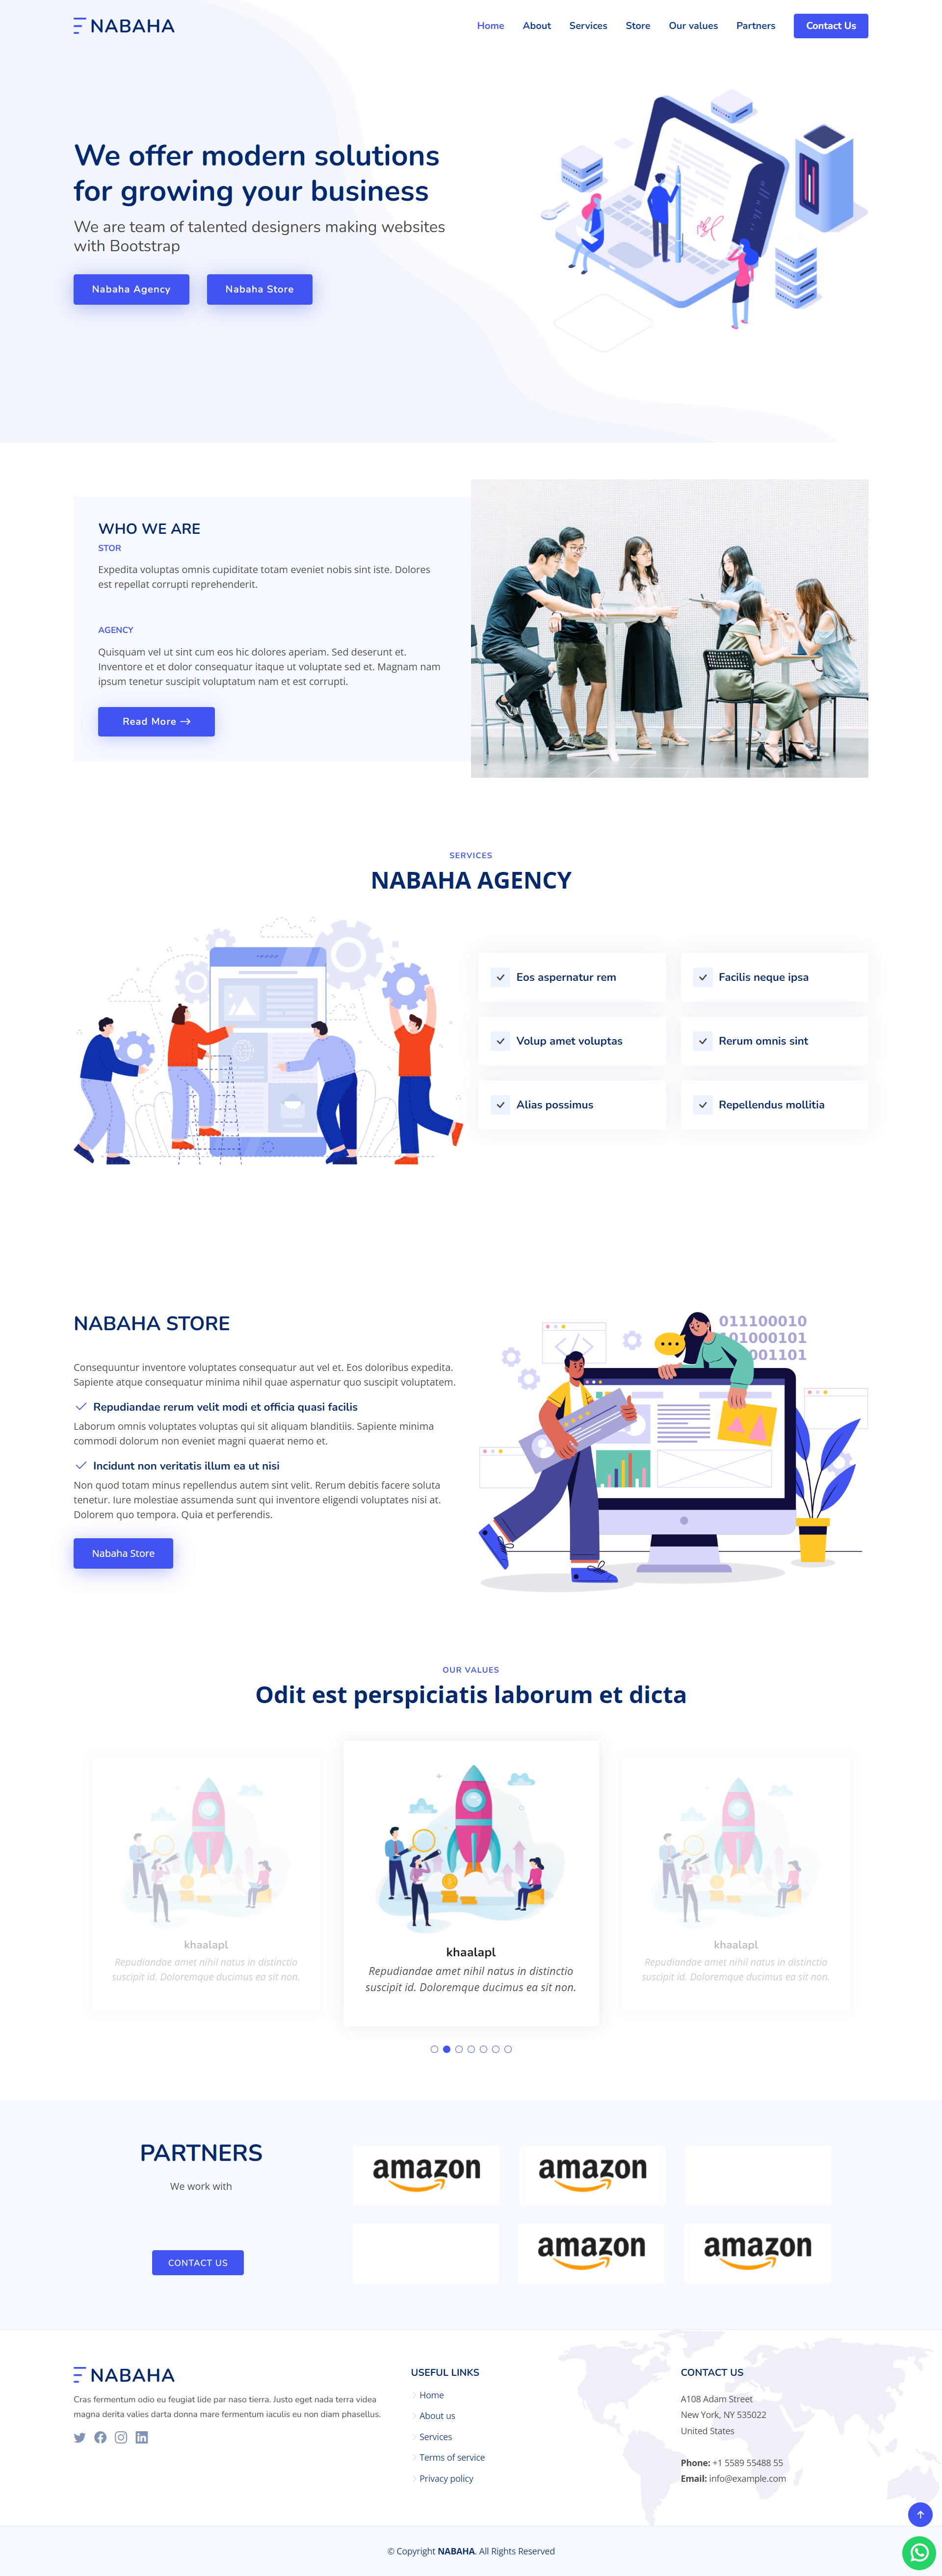 NABAHA
Home About Services Store Our values Partners Contact Us
We offer modern solutions
for growing your business
We are team of talented designers making websites
with Bootstrap
Nabaha Agency Nabaha Store
WHO WE ARE
STOR
Expedita voluptas omnis cupiditate totam eveniet nobis sint iste. Dolores
est repellat corrupti reprehenderit.
AGENCY
Quisquam vel ut sint cum eos hic dolores aperiam. Sed deserunt et.
Inventore et et dolor consequatur itaque ut voluptate sed et. Magnam nam
ipsum tenetur suscipit voluptatum nam et est corrupti.
Read More →
SERVICES
NABAHA AGENCY
Eos aspernatur rem
Facilis neque ipsa
Volup amet voluptas
Rerum omnis sint
Alias possimus
Repellendus mollitia
NABAHA STORE
Consequuntur inventore voluptates consequatur aut vel et. Eos doloribus expedita.
Sapiente atque consequatur minima nihil quae aspernatur quo suscipit voluptatem.
Repudiandae rerum velit modi et officia quasi facilis
Laborum omnis voluptates voluptas qui sit aliquam blanditiis. Sapiente minima
commodi dolorum non eveniet magni quaerat nemo et.
Incidunt non veritatis illum ea ut nisi
Non quod totam minus repellendus autem sint velit. Rerum debitis facere soluta
tenetur. Iure molestiae assumenda sunt qui inventore eligendi voluptates nisi at.
Dolorem quo tempora. Quia et perferendis.
Nabaha Store
011100010
01000101
001101
OUR VALUES
Odit est perspiciatis laborum et dicta
khaalapl
Repudiandae amet nihil natus in distinctio
suscipit id. Doloremque ducimus ea sit non.
khaalapl
Repudiandae amet nihil natus in distinctio
suscipit id. Doloremque ducimus ea sit non.
khaalapl
Repudiandae amet nihil natus in distinctio
suscipit id. Doloremque ducimus ea sit non.
PARTNERS
We work with
CONTACT US
amazon
amazon
amazon
amazon
NABAHA
Cras fermentum odio eu feugiat lide par naso tierra. Justo eget nada terra videa
magna derita valies darta donna mare fermentum iaculis eu non diam phasellus.
USEFUL LINKS
Home
About us
Services
Terms of service
Privacy policy
CONTACT US
A108 Adam Street
New York, NY 535022
United States
Phone: +1 5589 55488 55
Email: info@example.com
© Copyright NABAHA. All Rights Reserved